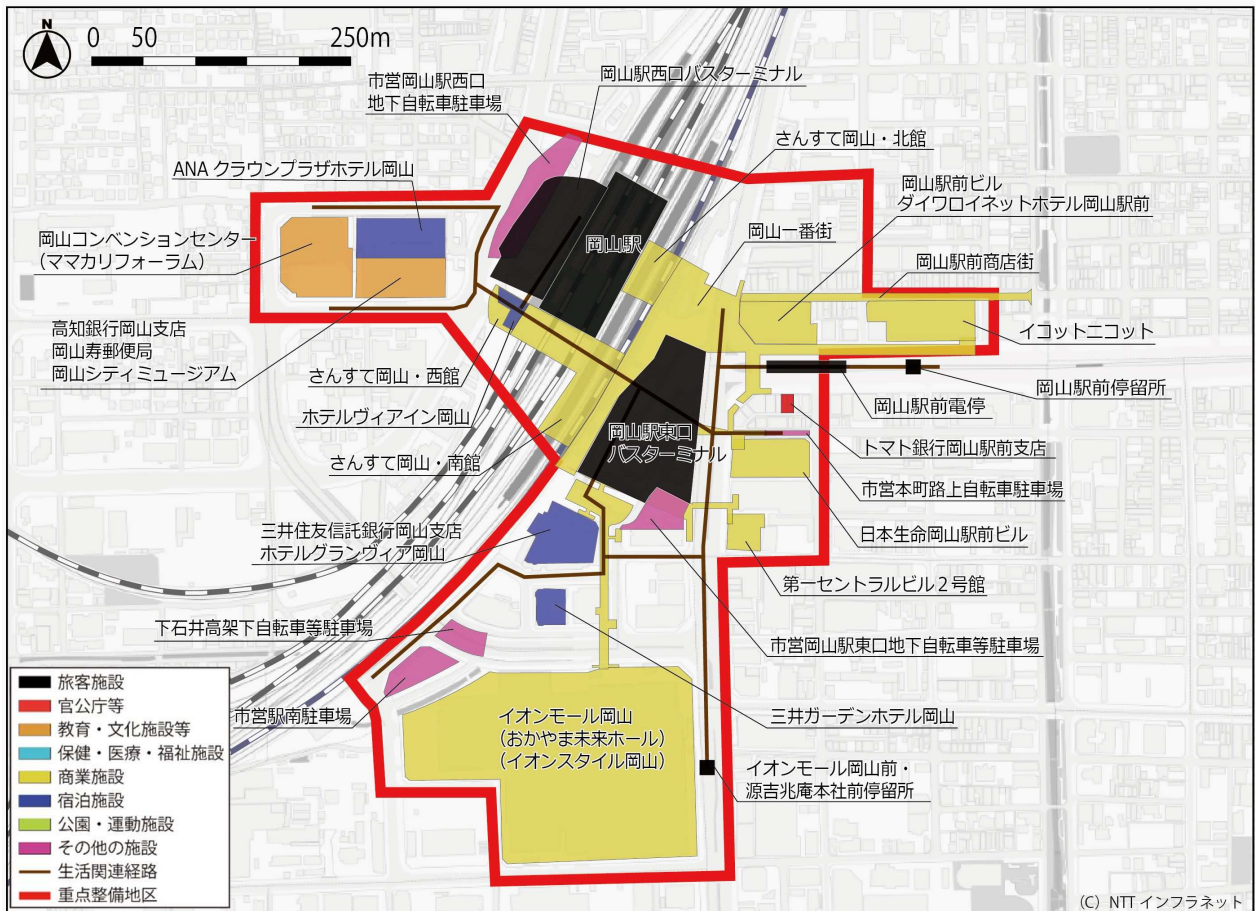 N
0 50 250m
市営岡山駅西口
地下自転車駐車場
岡山駅西口バスターミナル
さんすて岡山・北館
ANA クラウンプラザホテル岡山
岡山駅前ビル
ダイワロイネットホテル岡山駅前
岡山コンベンションセンター
(ママカリフォーラム)
岡山駅
岡山一番街
岡山駅前商店街
イコットニコット
高知銀行岡山支店
岡山寿郵便局
岡山シティミュージアム
さんすて岡山・西館
岡山駅前停留所
ホテルヴィアイン岡山
岡山駅前電停
岡山駅東口
バスターミナル
トマト銀行岡山駅前支店
さんすて岡山・南館
市営本町路上自転車駐車場
三井住友信託銀行岡山支店
ホテルグランヴィア岡山
日本生命岡山駅前ビル
第一セントラルビル2号館
下石井高架下自転車等駐車場
市営岡山駅東口地下自転車等駐車場
市営駅南駐車場
イオンモール岡山
(おかやま未来ホール)
(イオンスタイル岡山)
三井ガーデンホテル岡山
イオンモール岡山前・
源吉兆庵本社前停留所
旅客施設
官公庁等
教育・文化施設等
保健・医療・福祉施設
商業施設
宿泊施設
公園・運動施設
その他の施設
生活関連経路
重点整備地区
(C) NTT インフラネット